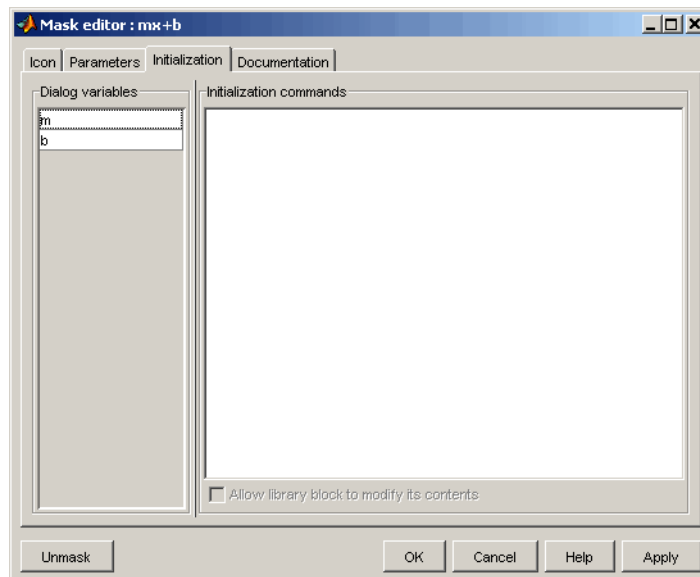 Mask editor : mx+b
Icon Parameters Initialization Documentation
Dialog variables Initialization commands
m
b
Allow library block to modify its contents
Unmask OK Cancel Help Apply